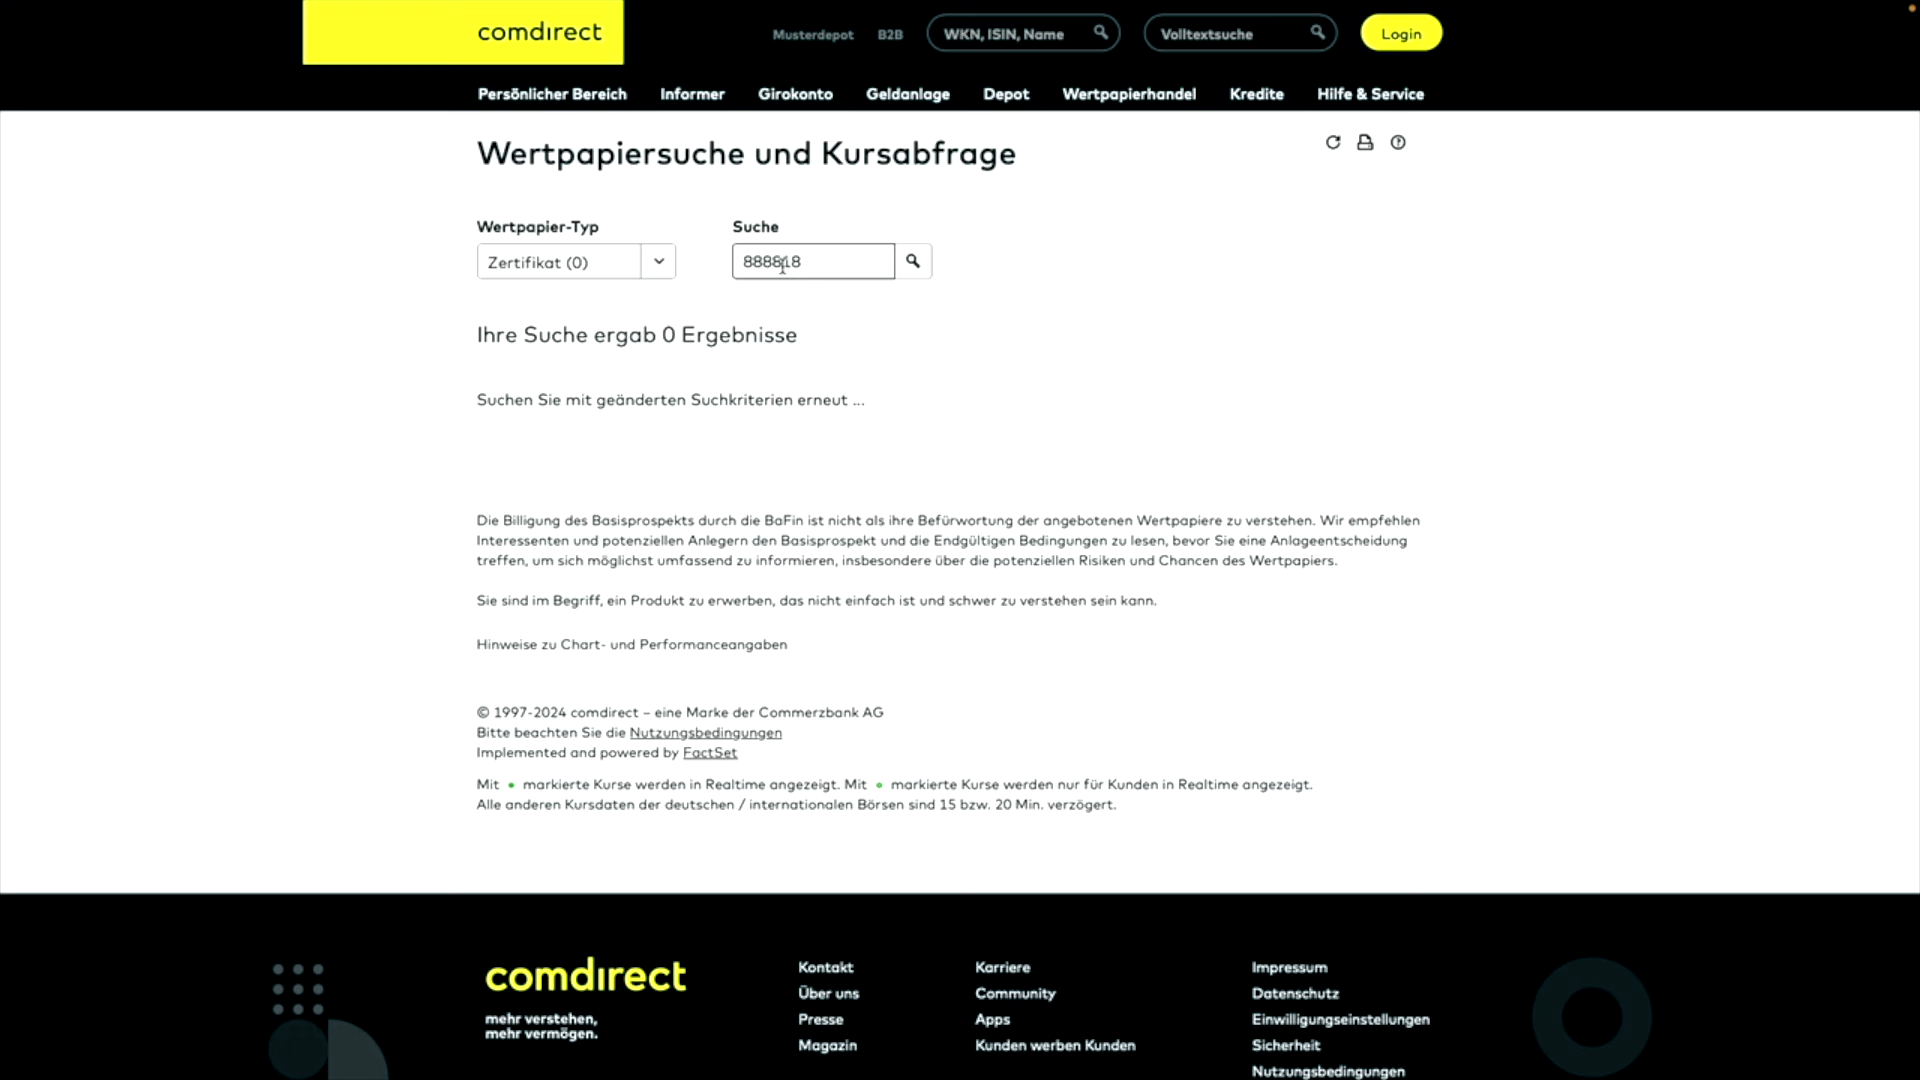 comdirect
Musterdepot
B2B
WKN, ISIN, Name
Volltextsuche
Login
Persönlicher Bereich
Informer
Girokonto
Geldanlage
Depot
Wertpapierhandel
Kredite
Hilfe & Service
Wertpapiersuche und Kursabfrage
Wertpapier-Typ
Suche
Zertifikat (0)
888818
Ihre Suche ergab 0 Ergebnisse
Suchen Sie mit geänderten Suchkriterien erneut ...
Die Billigung des Basisprospekts durch die BaFin ist nicht als ihre Befürwortung der angebotenen Wertpapiere zu verstehen. Wir empfehlen
Interessenten und potenziellen Anlegern den Basisprospekt und die Endgültigen Bedingungen zu lesen, bevor Sie eine Anlageentscheidung
treffen, um sich möglichst umfassend zu informieren, insbesondere über die potenziellen Risiken und Chancen des Wertpapiers.
Sie sind im Begriff, ein Produkt zu erwerben, das nicht einfach ist und schwer zu verstehen sein kann.
Hinweise zu Chart- und Performanceangaben
© 1997-2024 comdirect – eine Marke der Commerzbank AG
Bitte beachten Sie die Nutzungsbedingungen
Implemented and powered by FactSet
Mit • markierte Kurse werden in Realtime angezeigt. Mit • markierte Kurse werden nur für Kunden in Realtime angezeigt.
Alle anderen Kursdaten der deutschen / internationalen Börsen sind 15 bzw. 20 Min. verzögert.
comdirect
mehr verstehen,
mehr vermögen.
Kontakt
Über uns
Presse
Magazin
Karriere
Community
Apps
Kunden werben Kunden
Impressum
Datenschutz
Einwilligungseinstellungen
Sicherheit
Nutzungsbedingungen